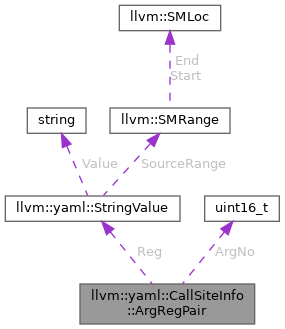 llvm::SMLoc
End
Start
string
llvm::SMRange
Value
SourceRange
llvm::yaml::StringValue
uint16_t
Reg
ArgNo
llvm::yaml::CallSiteInfo
::ArgRegPair